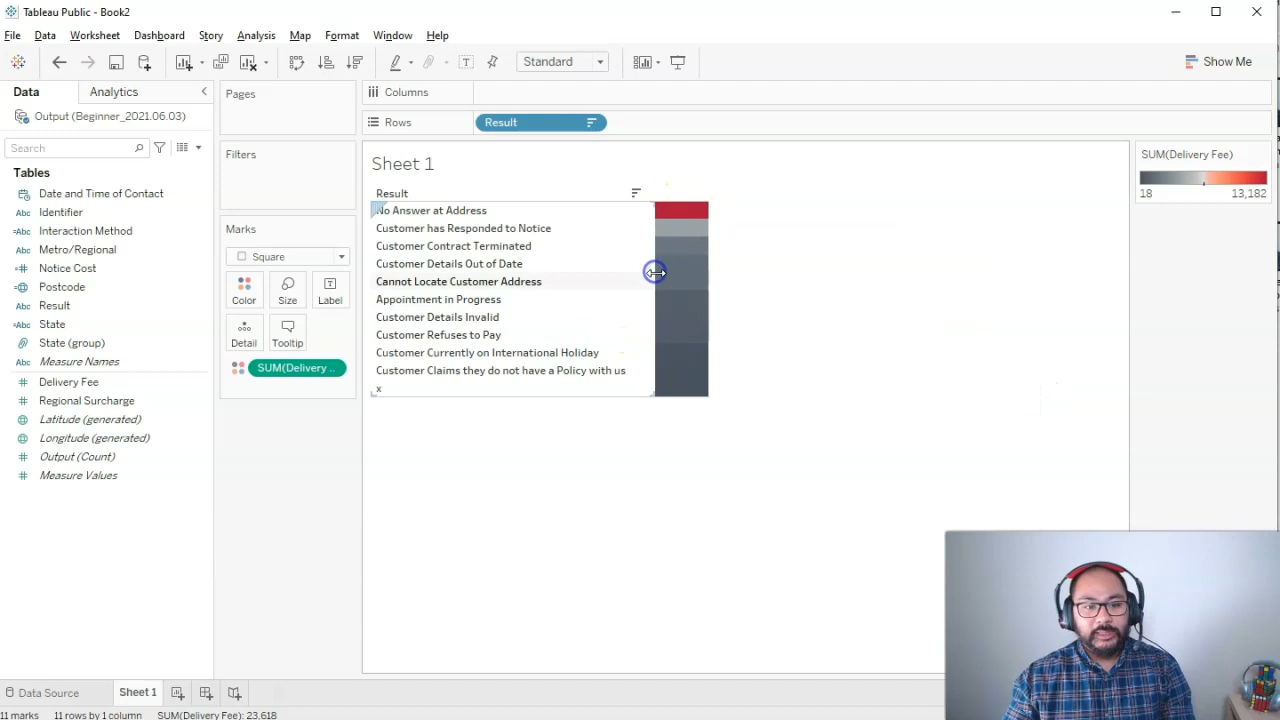 Tableau Public - Book2
File Data Worksheet Dashboard Story Analysis Map Format Window Help
Standard
Show Me
Data
Analytics
Output (Beginner_2021.06.03)
Search
Tables
Date and Time of Contact
Abc Identifier
=Abc Interaction Method
Abc Metro/Regional
Notice Cost
Postcode
Abc Result
=Abc State
State (group)
Abc Measure Names
Delivery Fee
Regional Surcharge
Latitude (generated)
Longitude (generated)
Output (Count)
Measure Values
Pages
Filters
Marks
Square
Color
Size
Label
Detail
Tooltip
SUM(Delivery ..
Columns
Rows
Result
Sheet 1
Result
No Answer at Address
Customer has Responded to Notice
Customer Contract Terminated
Customer Details Out of Date
Cannot Locate Customer Address
Appointment in Progress
Customer Details Invalid
Customer Refuses to Pay
Customer Currently on International Holiday
Customer Claims they do not have a Policy with us
x
SUM(Delivery Fee)
18 13,182
Data Source
Sheet 1
11 marks 11 rows by 1 column SUM(Delivery Fee): 23,618